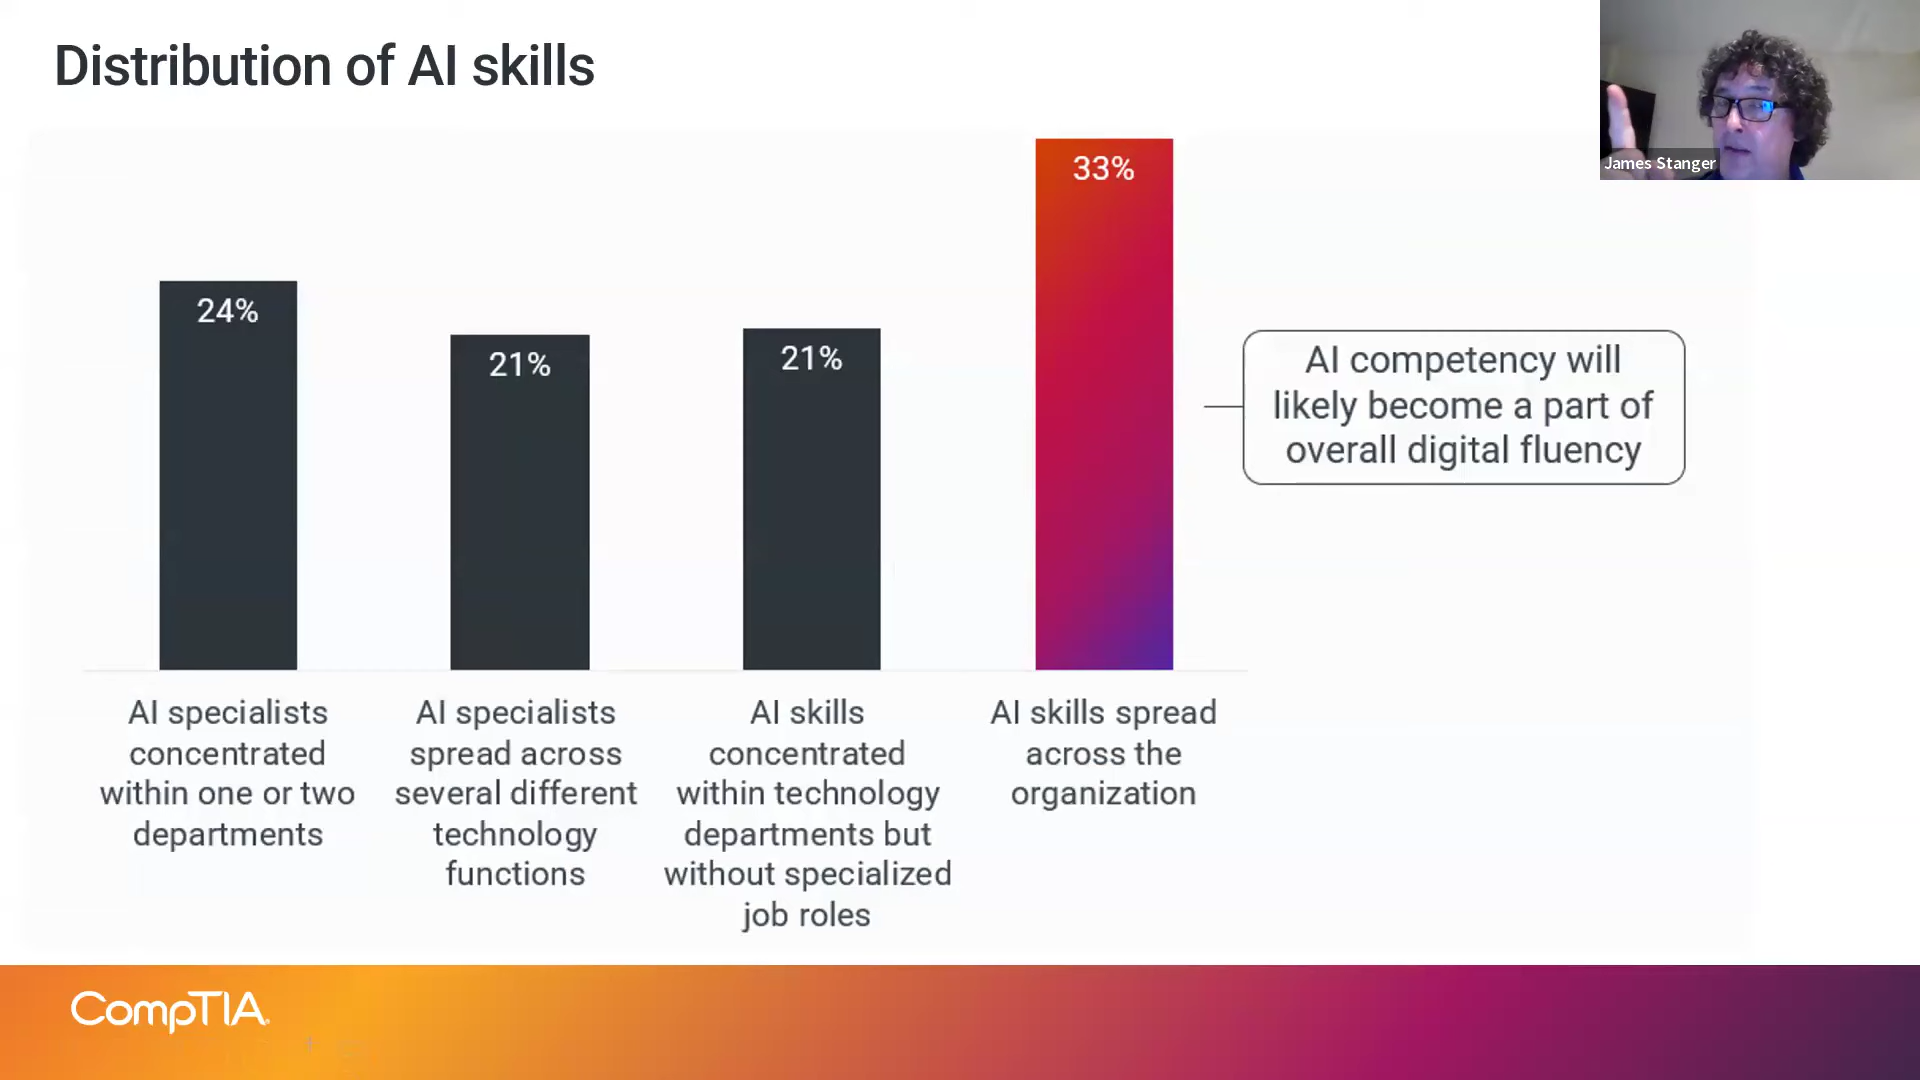 Distribution of AI skills
James Stanger
24%
21%
21%
33%
AI competency will
likely become a part of
overall digital fluency
AI specialists
concentrated
within one or two
departments
AI specialists
spread across
several different
technology
functions
AI skills
concentrated
within technology
departments but
without specialized
job roles
AI skills spread
across the
organization
CompTIA.